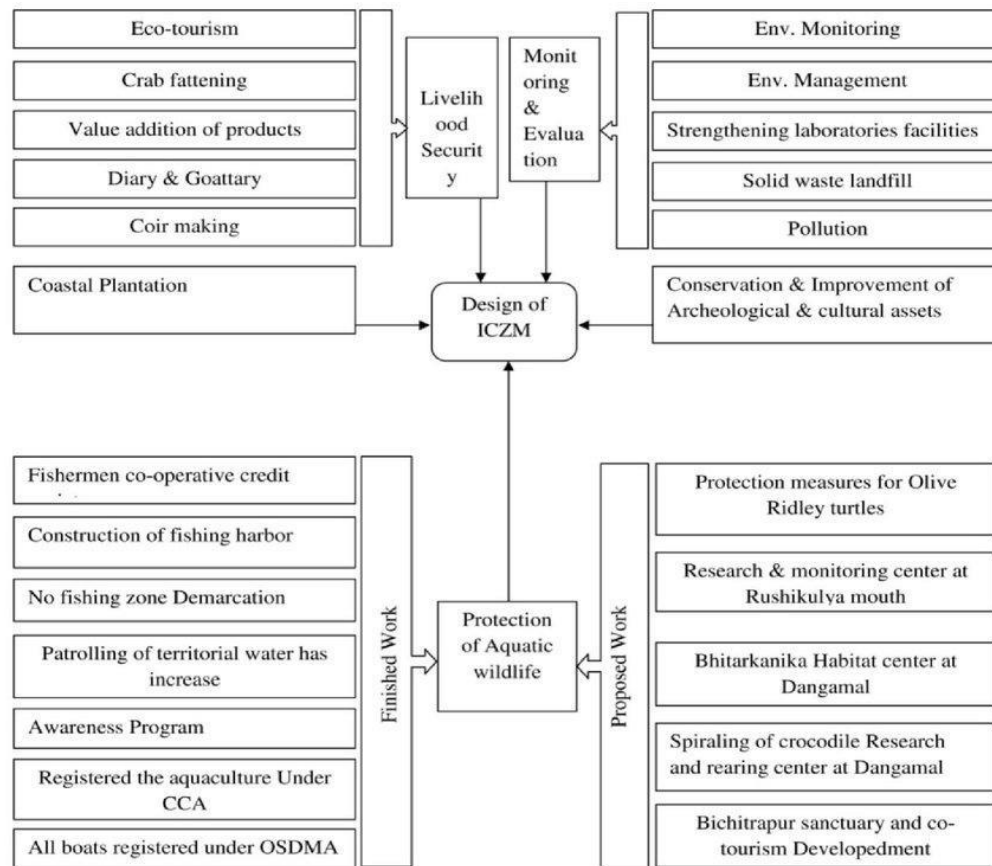 Eco-tourism
Crab fattening
Value addition of products
Diary & Goattary
Coir making
Coastal Plantation
Livelih
ood
Securit
y
Monit
oring
&
Evalua
tion
Env. Monitoring
Env. Management
Strengthening laboratories facilities
Solid waste landfill
Pollution
Conservation & Improvement of
Archeological & cultural assets
Design of
ICZM
Fishermen co-operative credit
Construction of fishing harbor
No fishing zone Demarcation
Patrolling of territorial water has
increase
Awareness Program
Registered the aquaculture Under
CCA
All boats registered under OSDMA
Finished Work
Protection
of Aquatic
wildlife
Proposed Work
Protection measures for Olive
Ridley turtles
Research & monitoring center at
Rushikulya mouth
Bhitarkanika Habitat center at
Dangamal
Spiraling of crocodile Research
and rearing center at Dangamal
Bichitrapur sanctuary and co-
tourism Developedment